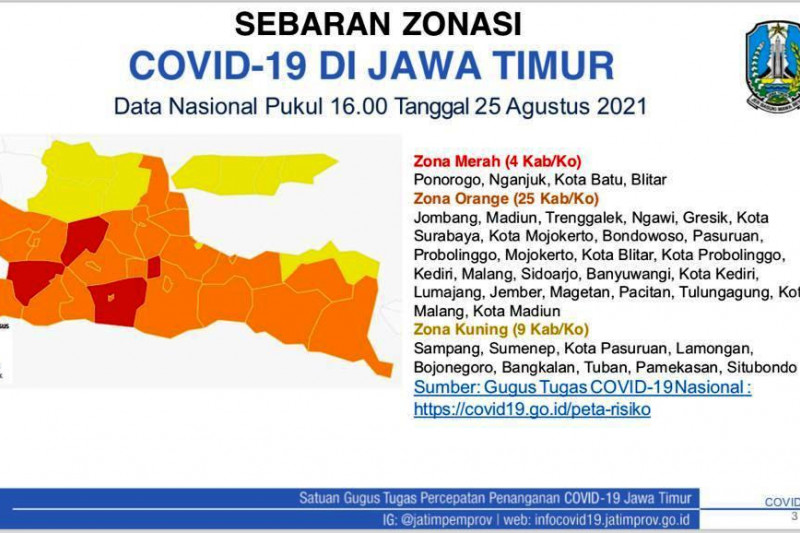 SEBARAN ZONASI
COVID-19 DI JAWA TIMUR
Data Nasional Pukul 16.00 Tanggal 25 Agustus 2021
Zona Merah (4 Kab/Ko)
Ponorogo, Nganjuk, Kota Batu, Blitar
Zona Orange (25 Kab/Ko)
Jombang, Madiun, Trenggalek, Ngawi, Gresik, Kota
Surabaya, Kota Mojokerto, Bondowoso, Pasuruan,
Probolinggo, Mojokerto, Kota Blitar, Kota Probolinggo,
Kediri, Malang, Sidoarjo, Banyuwangi, Kota Kediri,
Lumajang, Jember, Magetan, Pacitan, Tulungagung, Kot
Malang, Kota Madiun
Zona Kuning (9 Kab/Ko)
Sampang, Sumenep, Kota Pasuruan, Lamongan,
Bojonegoro, Bangkalan, Tuban, Pamekasan, Situbondo
Sumber: Gugus Tugas COVID-19 Nasional :
https://covid19.go.id/peta-risiko
Satuan Gugus Tugas Percepatan Penanganan COVID-19 Jawa Timur
IG: @jatimpemprov | web: infocovid19.jatimprov.go.id
COVID
3